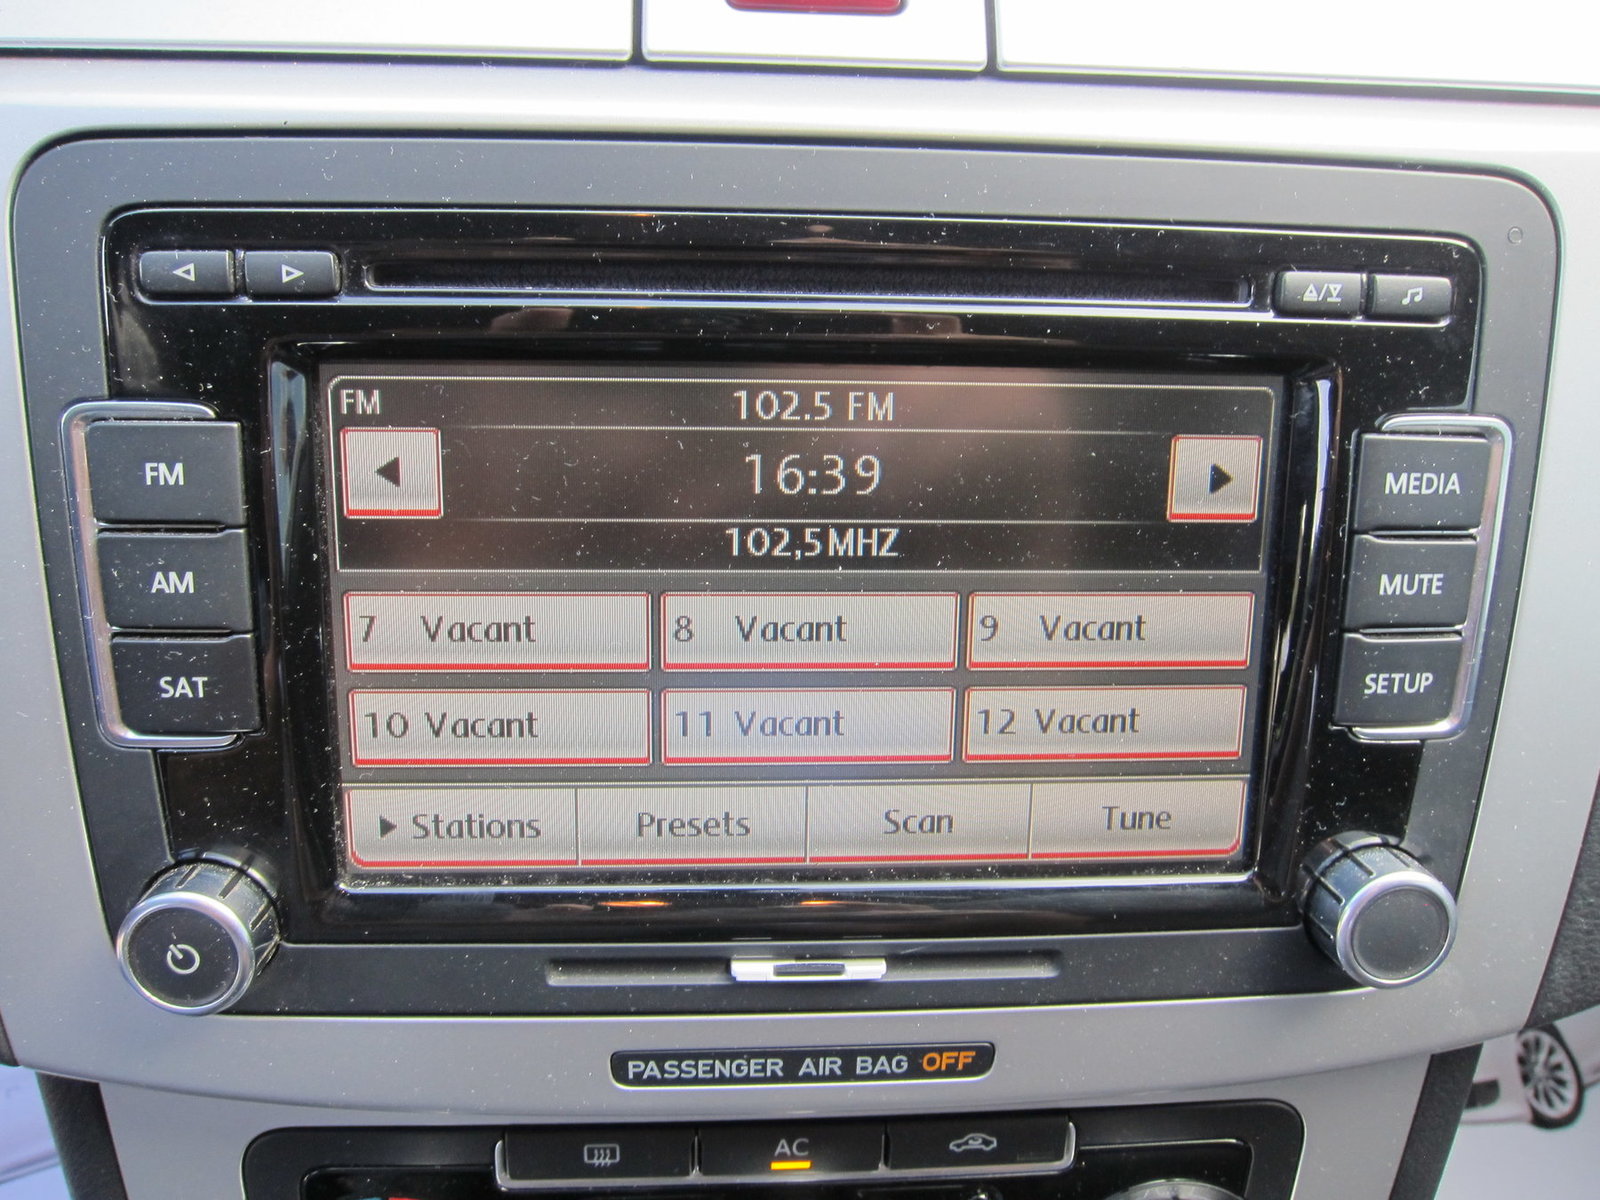 FM 102.5 FM
FM 16:39 MEDIA
102,5MHZ
AM MUTE
7 Vacant 8 Vacant 9 Vacant
SAT SETUP
10 Vacant 11 Vacant 12 Vacant
Stations Presets Scan Tune
PASSENGER AIR BAG OFF
AC